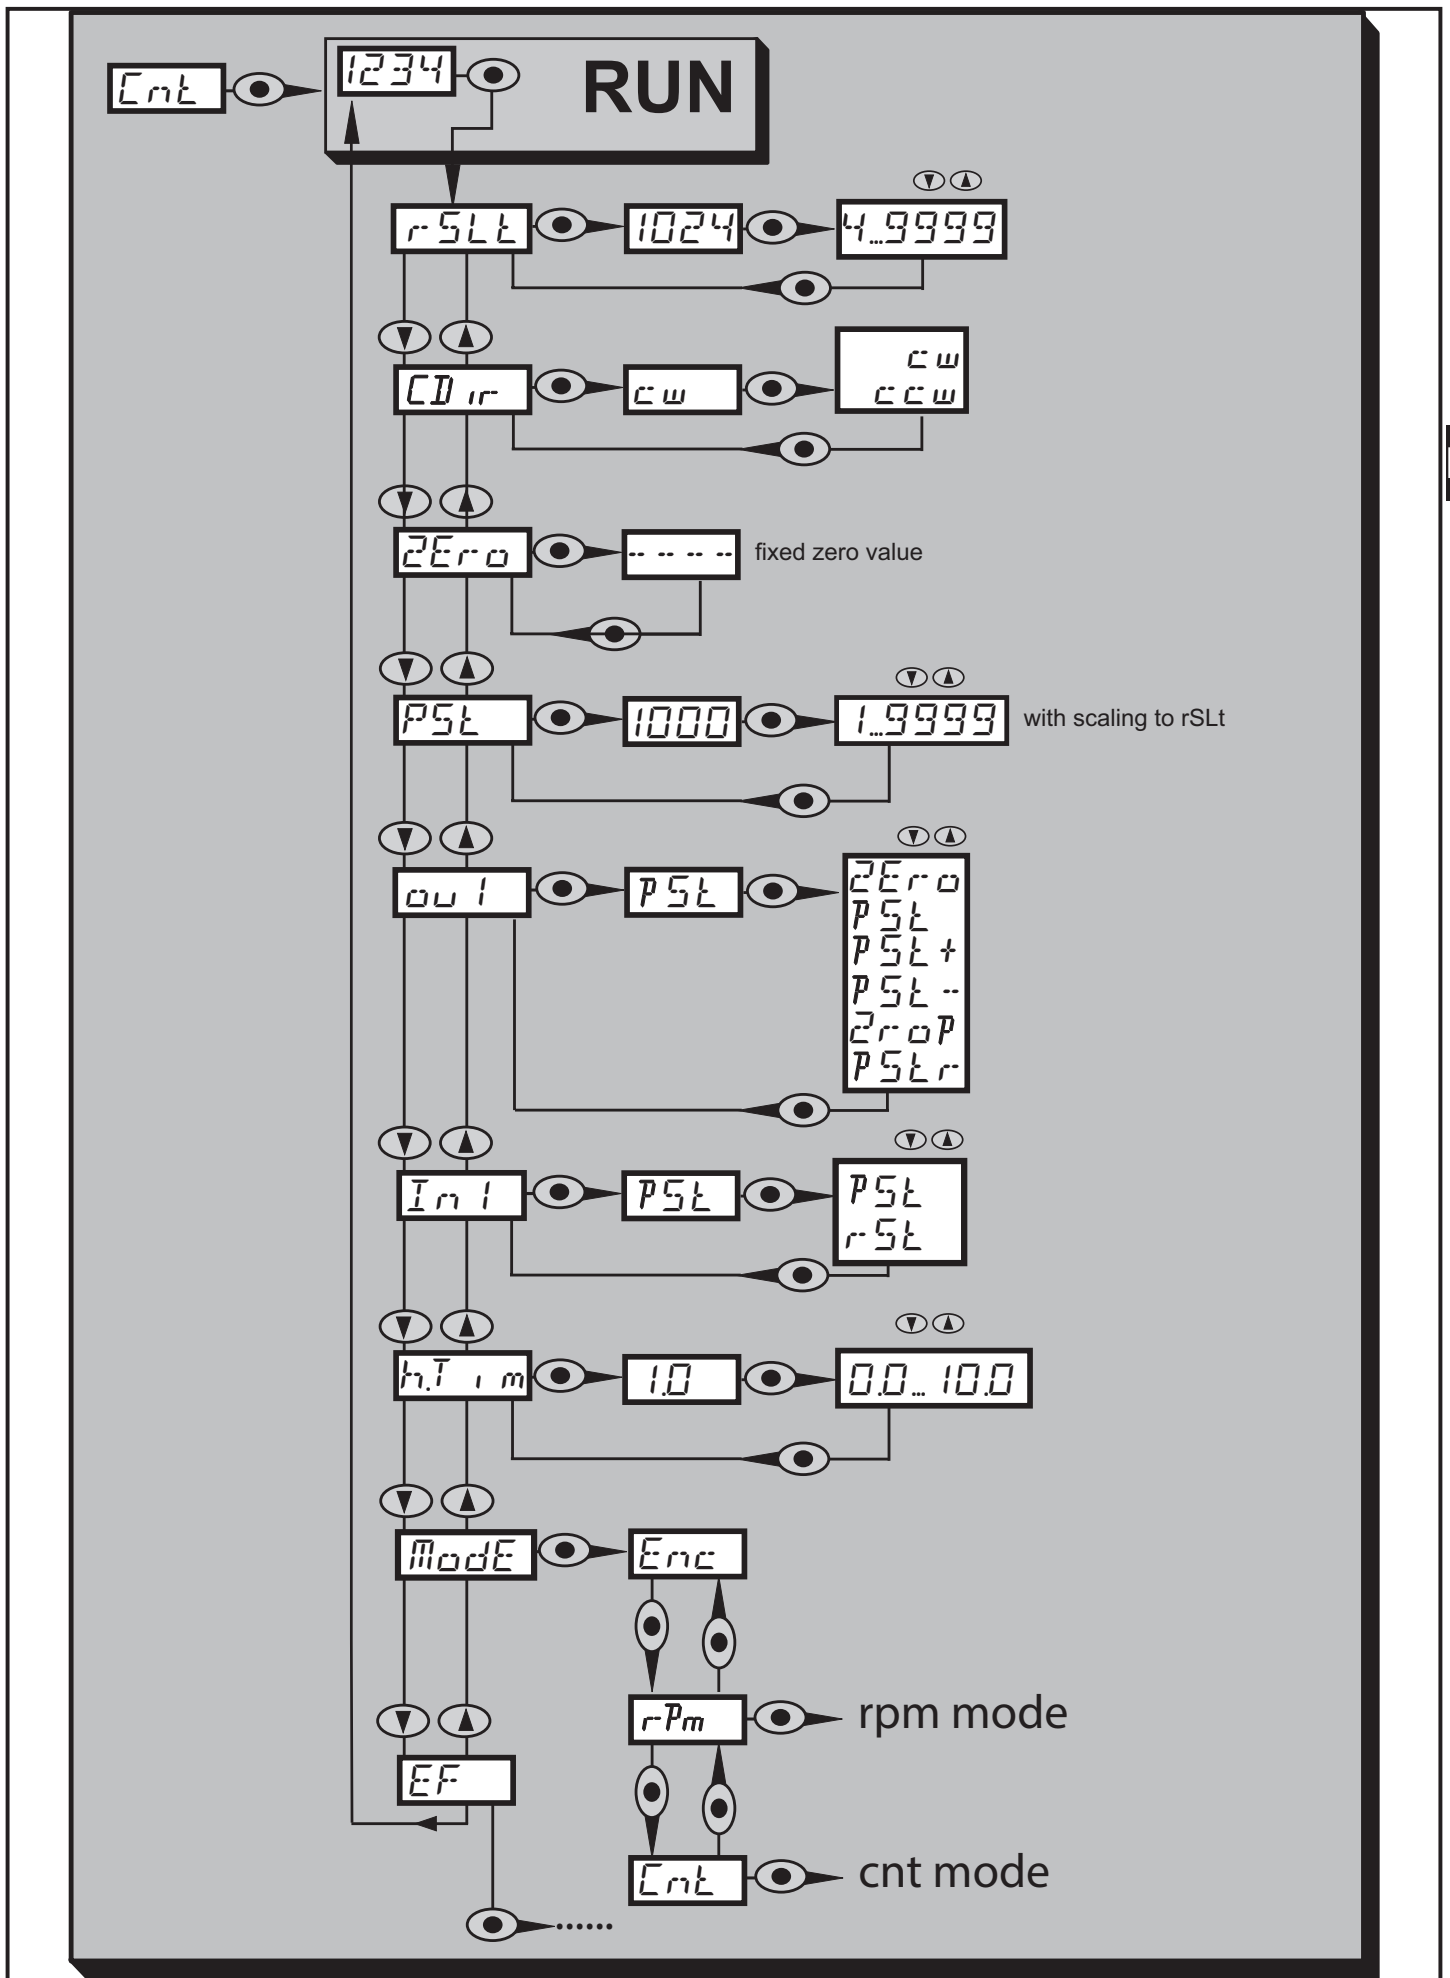 Cnt
1234
RUN
rSLt
1024
4...9999
CDir
cw
cw
ccw
ZEro
----
fixed zero value
PSt
1000
1...9999
with scaling to rSLt
ou1
PSt
ZEro
PSt
PSt+
PSt-
ZroP
PStr
In1
PSt
PSt
rSt
h.Tim
1.0
0.0...10.0
ModE
Enc
rPm
rpm mode
EF
Cnt
cnt mode
......